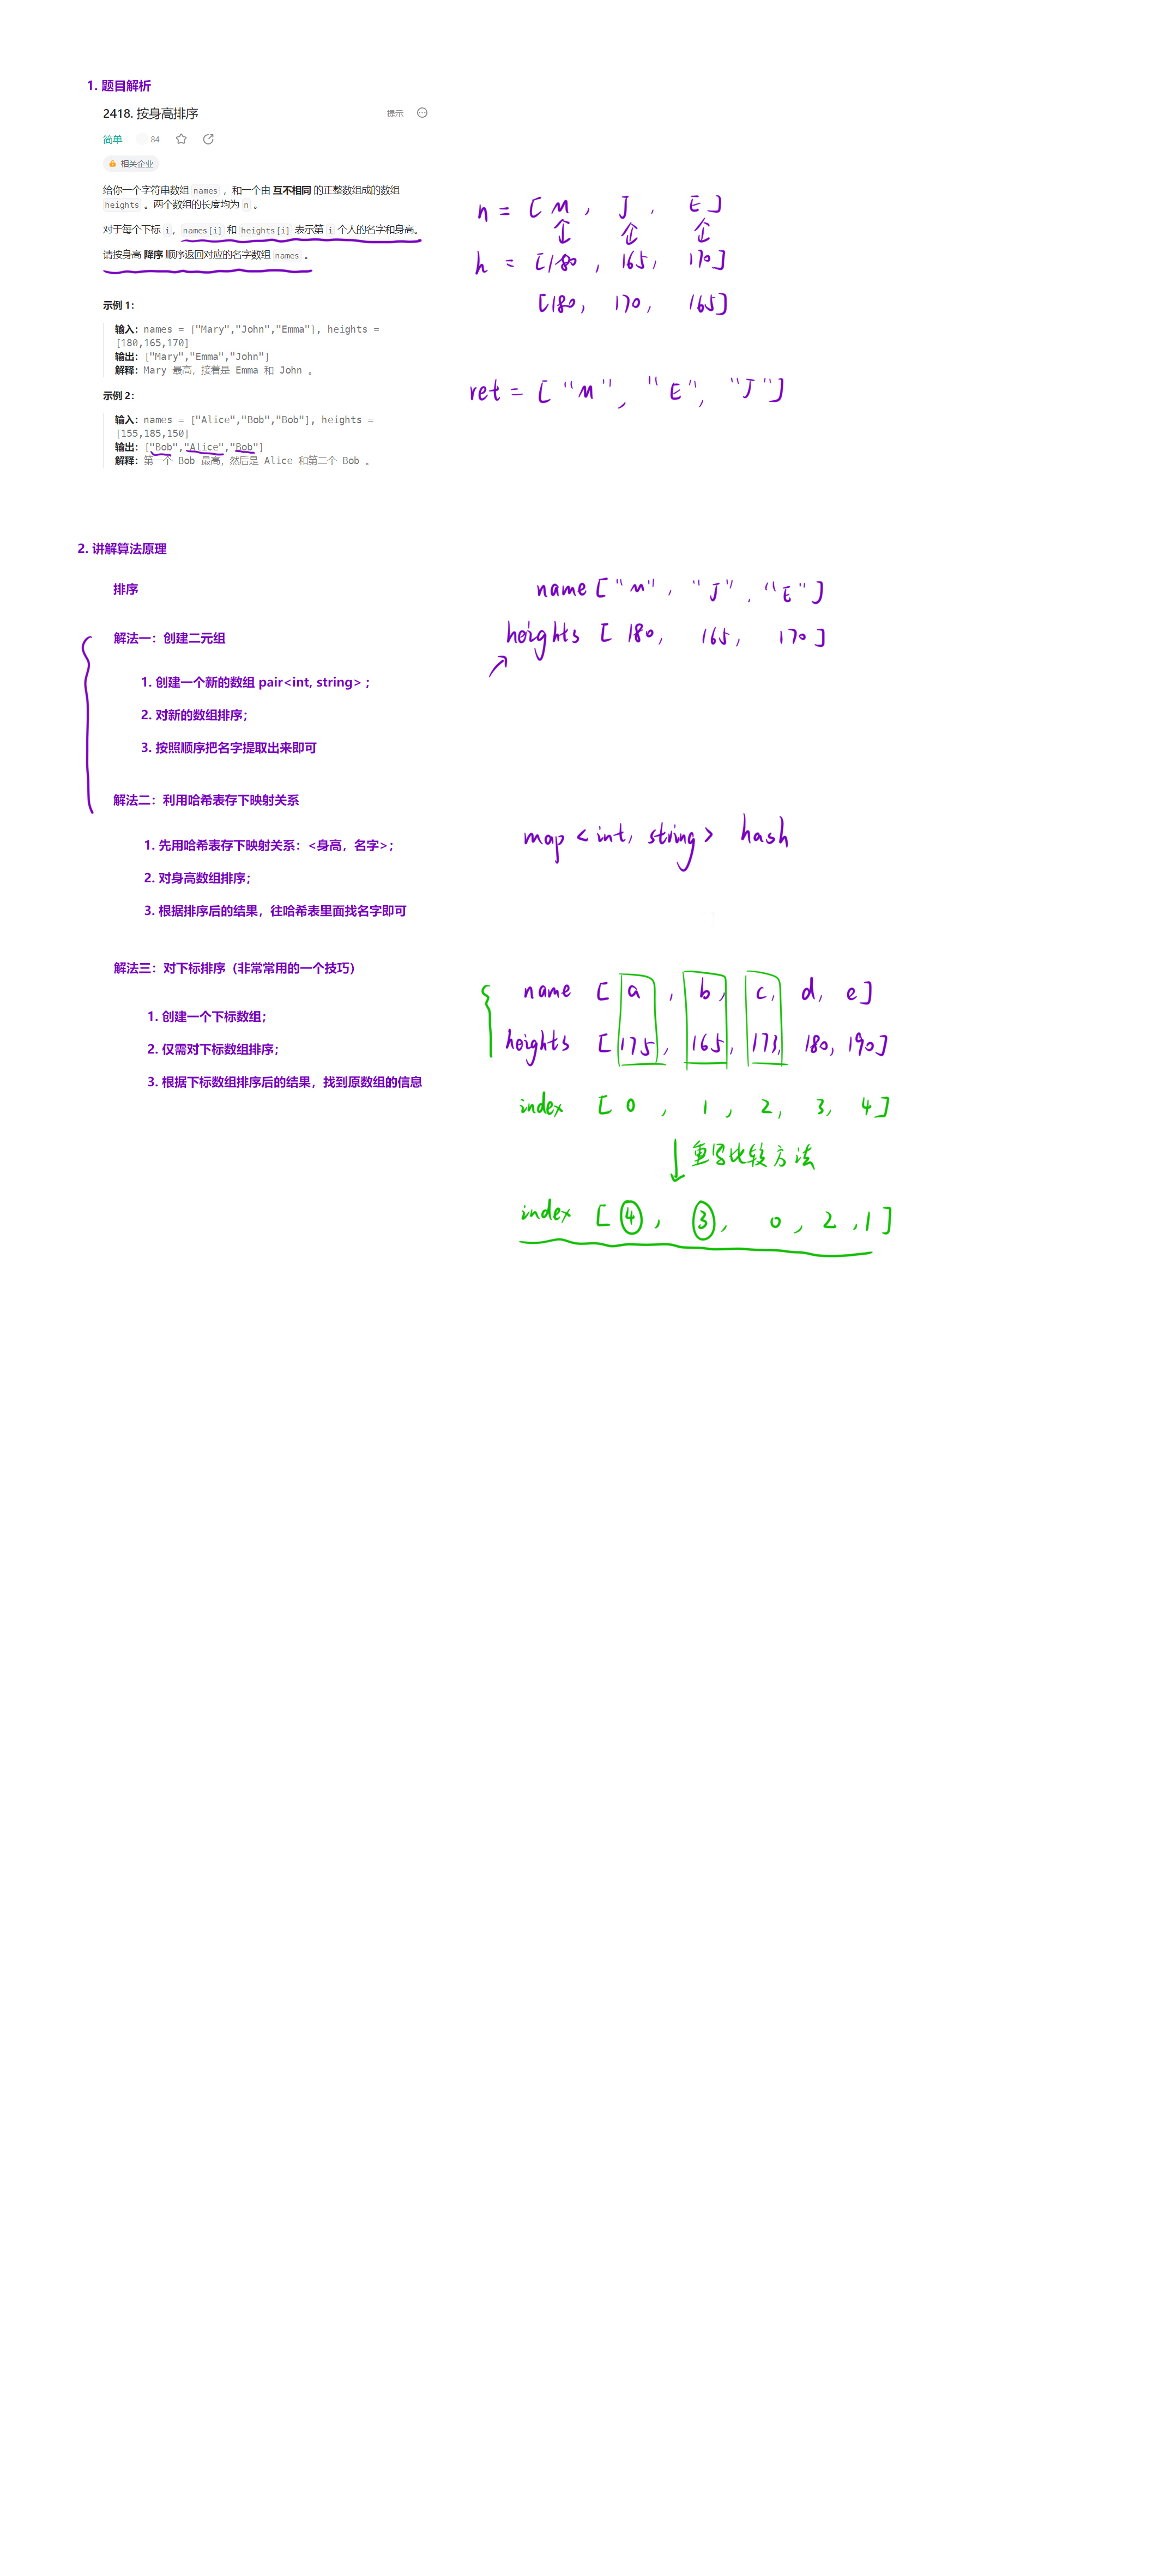 1. 题目解析
2418. 按身高排序 提示
简单 84
相关企业
给你一个字符串数组 names ，和一个由 互不相同 的正整数组成的数组
heights 。两个数组的长度均为 n 。
对于每个下标 i，names[i] 和 heights[i] 表示第 i 个人的名字和身高。
请按身高 降序 顺序返回对应的名字数组 names 。
示例 1：
输入：names = ["Mary","John","Emma"], heights =
[180,165,170]
输出：["Mary","Emma","John"]
解释：Mary 最高，接着是 Emma 和 John 。
示例 2：
输入：names = ["Alice","Bob","Bob"], heights =
[155,185,150]
输出：["Bob","Alice","Bob"]
解释：第一个 Bob 最高，然后是 Alice 和第二个 Bob 。
n = [ M , J , E ]
h = [180 , 165, 170]
[180, 170, 165]
ret = [ "M" , "E" , "J" ]
2. 讲解算法原理
排序
解法一：创建二元组
1. 创建一个新的数组 pair<int, string>；
2. 对新的数组排序；
3. 按照顺序把名字提取出来即可
name [ "M" , "J" , "E" ]
heights [ 180, 165, 170 ]
解法二：利用哈希表存下映射关系
1. 先用哈希表存下映射关系：<身高，名字>；
2. 对身高数组排序；
3. 根据排序后的结果，往哈希表里面找名字即可
map < int, string > hash
解法三：对下标排序（非常常用的一个技巧）
1. 创建一个下标数组；
2. 仅需对下标数组排序；
3. 根据下标数组排序后的结果，找到原数组的信息
name [ a , b, c, d, e ]
heights [ 175, 165, 173, 180, 190 ]
index [ 0 , 1 , 2, 3, 4 ]
重写比较方法
index [ 4 , 3 , 0 , 2 , 1 ]